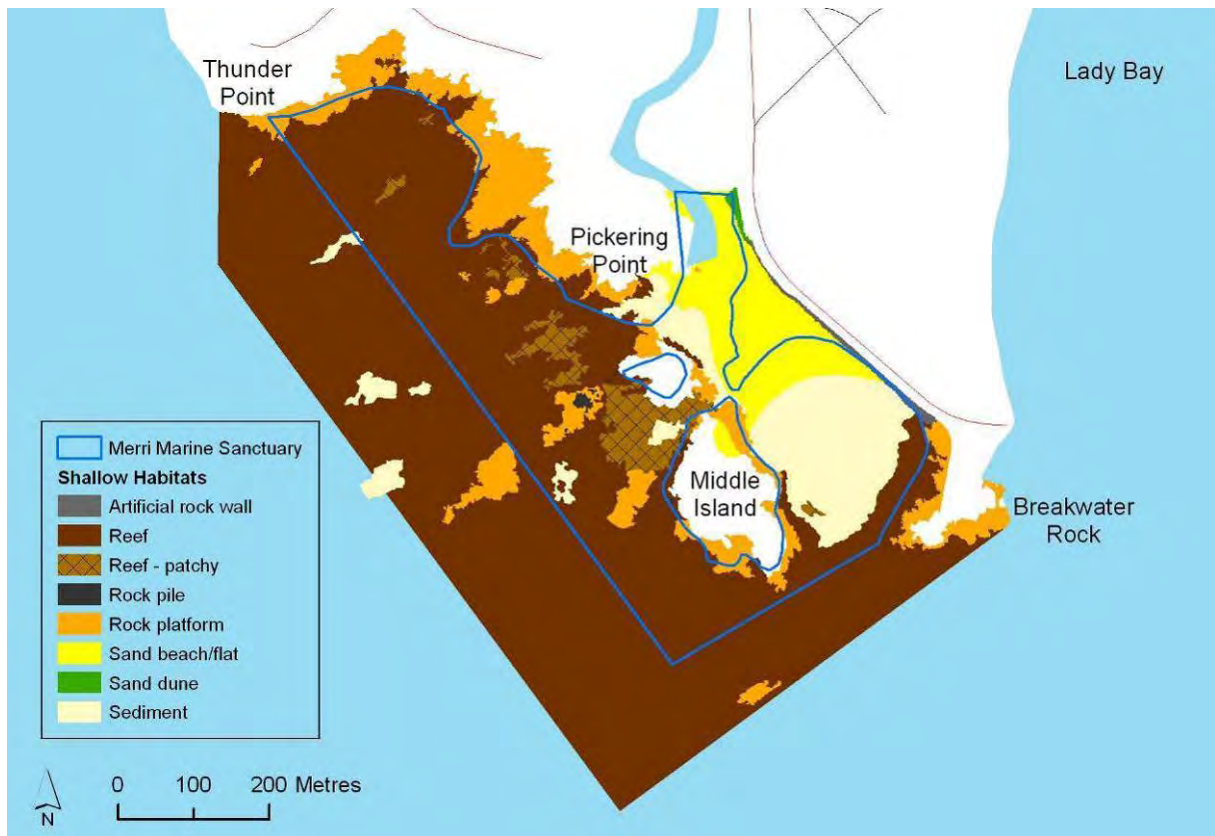 Thunder
Point
Lady Bay
Pickering
Point
Middle
Island
Breakwater
Rock
Merri Marine Sanctuary
Shallow Habitats
Artificial rock wall
Reef
Reef - patchy
Rock pile
Rock platform
Sand beach/flat
Sand dune
Sediment
N
0 100 200 Metres